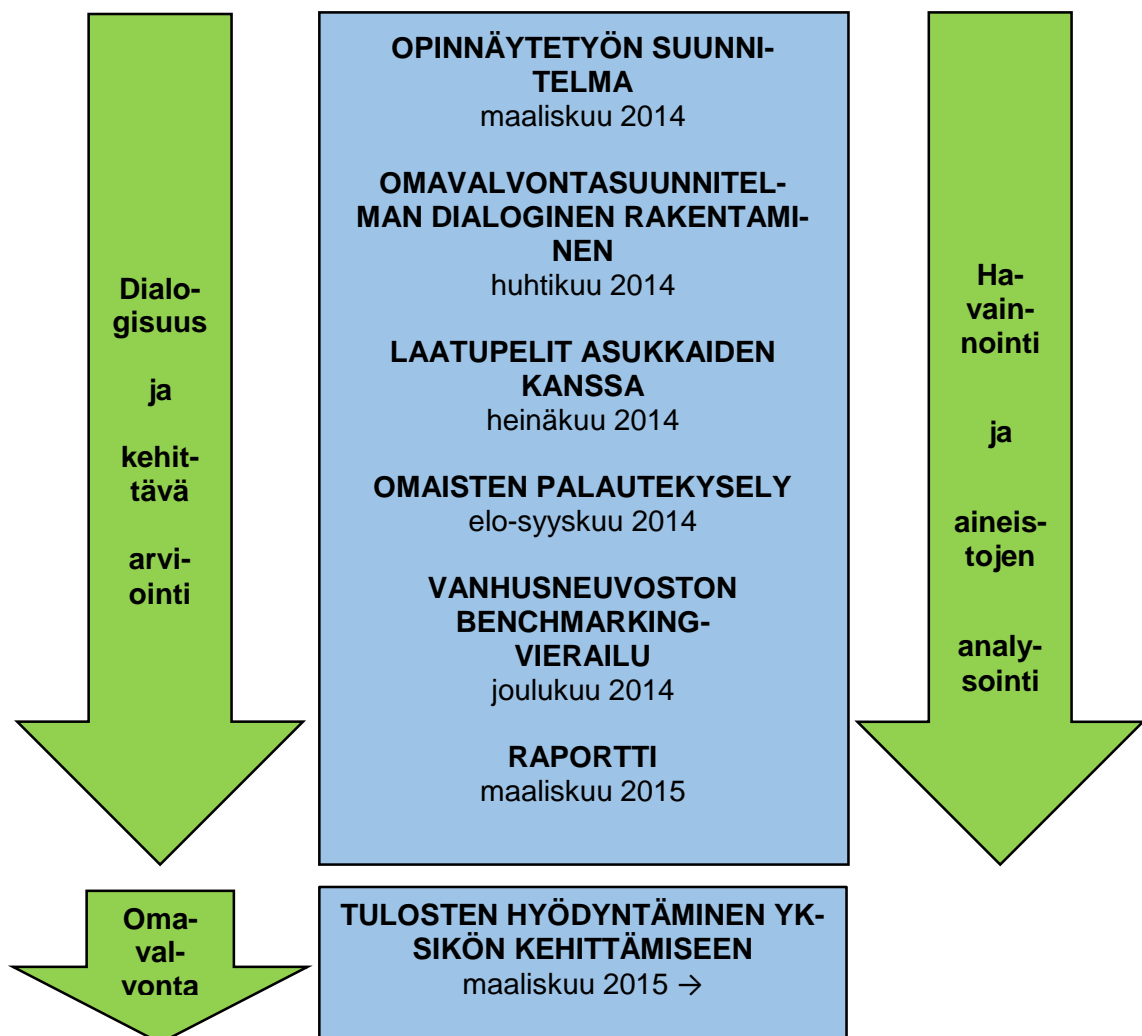 Dialo-
gisuus
ja
kehit-
tävä
arvi-
ointi
OPINNÄYTETYÖN SUUNNI-
TELMA
maaliskuu 2014
OMAVALVONTASUUNNITEL-
MAN DIALOGINEN RAKENTAMI-
NEN
huhtikuu 2014
LAATUPELIT ASUKKAIDEN
KANSSA
heinäkuu 2014
OMAISTEN PALAUTEKYSELY
elo-syyskuu 2014
VANHUSNEUVOSTON
BENCHMARKING-
VIERAILU
joulukuu 2014
RAPORTTI
maaliskuu 2015
Ha-
vain-
nointi
ja
aineis-
tojen
analy-
sointi
Oma-
val-
vonta
TULOSTEN HYÖDYNTÄMINEN YK-
SIKÖN KEHITTÄMISEEN
maaliskuu 2015 →